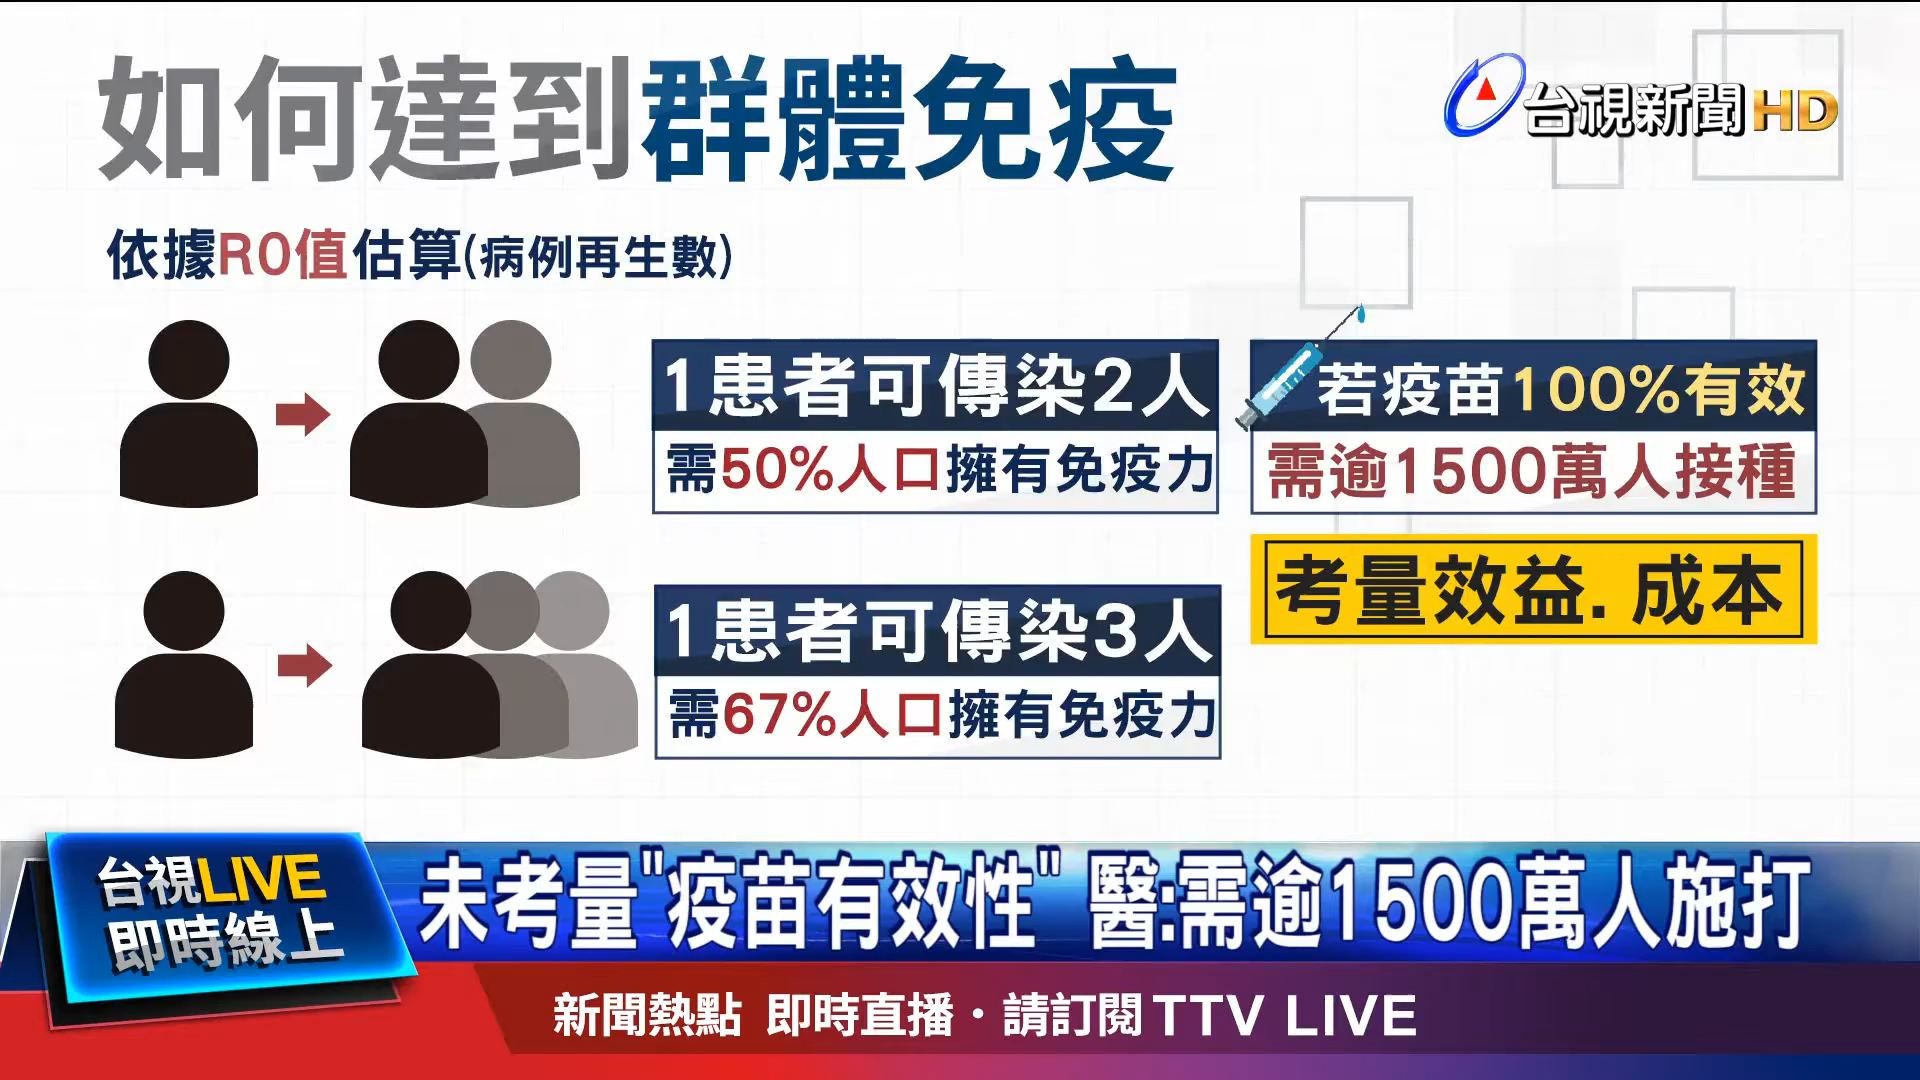 如何達到群體免疫
台視新聞HD
依據R0值估算(病例再生數)
1患者可傳染2人
需50%人口擁有免疫力
若疫苗100%有效
需逾1500萬人接種
考量效益.成本
1患者可傳染3人
需67%人口擁有免疫力
台視LIVE
即時線上
未考量"疫苗有效性" 醫:需逾1500萬人施打
新聞熱點 即時直播・請訂閱TTV LIVE